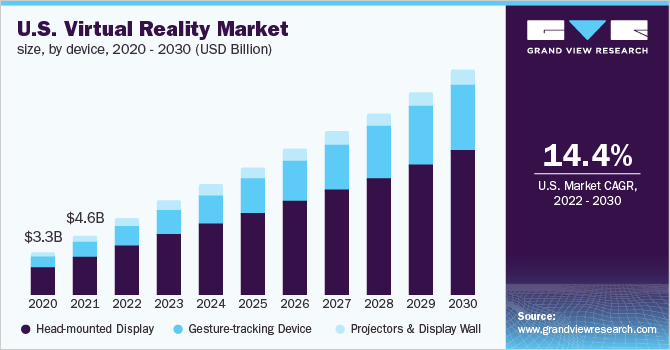 U.S. Virtual Reality Market
size, by device, 2020 - 2030 (USD Billion)
GRAND VIEW RESEARCH
$3.3B
$4.6B
2020 2021 2022 2023 2024 2025 2026 2027 2028 2029 2030
Head-mounted Display Gesture-tracking Device Projectors & Display Wall
14.4%
U.S. Market CAGR,
2022 - 2030
Source:
www.grandviewresearch.com